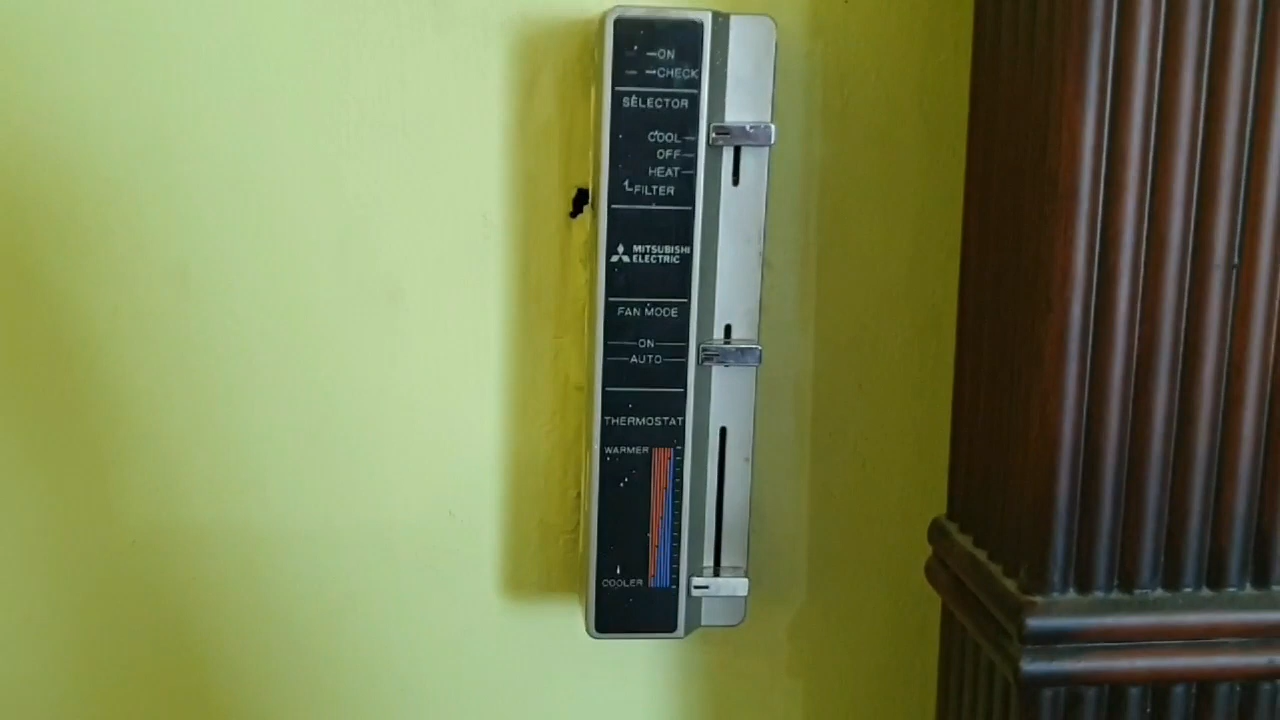 ON
CHECK
SELECTOR
COOL
OFF
HEAT
FILTER
MITSUBISHI
ELECTRIC
FAN MODE
ON
AUTO
THERMOSTAT
WARMER
COOLER